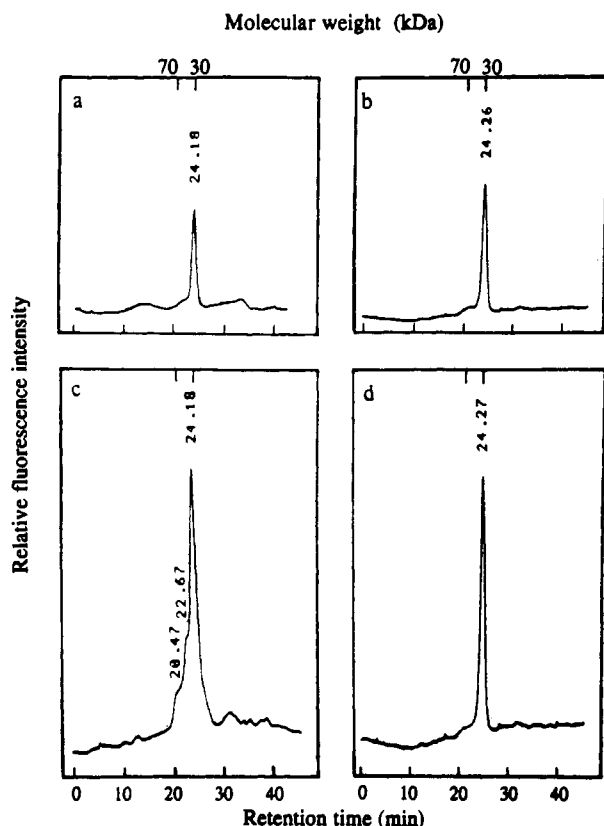 Molecular weight (kDa)
70 30
70 30
a
24.18
b
24.26
Relative fluorescence intensity
c
20.47
22.67
24.18
d
24.27
0 10 20 30 40
0 10 20 30 40
Retention time (min)